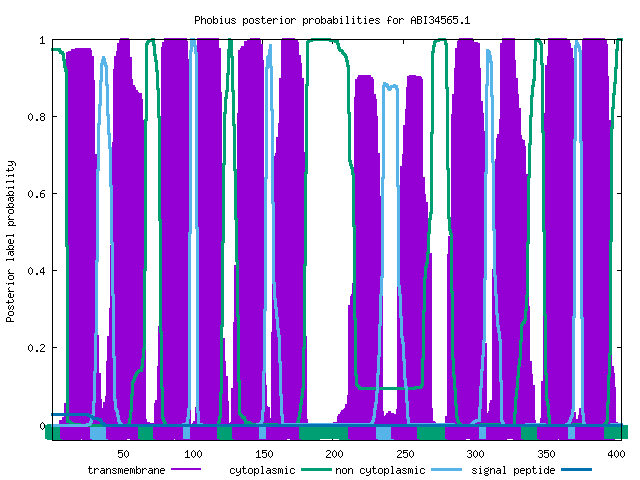 Phobius posterior probabilities for ABI34565.1
1
0.8
0.6
0.4
0.2
0
Posterior label probability
50 100 150 200 250 300 350 400
transmembrane cytoplasmic non cytoplasmic signal peptide